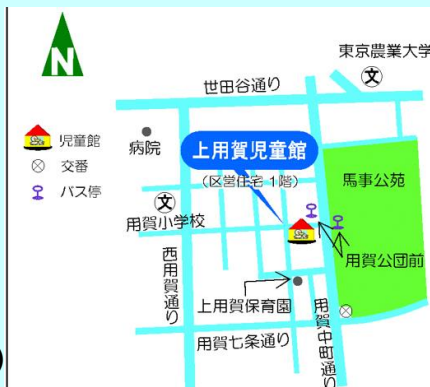 N
東京農業大学
文
世田谷通り
児童館
交番
バス停
病院
上用賀児童館
(区営住宅 1階)
馬事公苑
文
用賀小学校
用賀公団前
西用賀通り
上用賀保育園
用賀中町通り
用賀七条通り